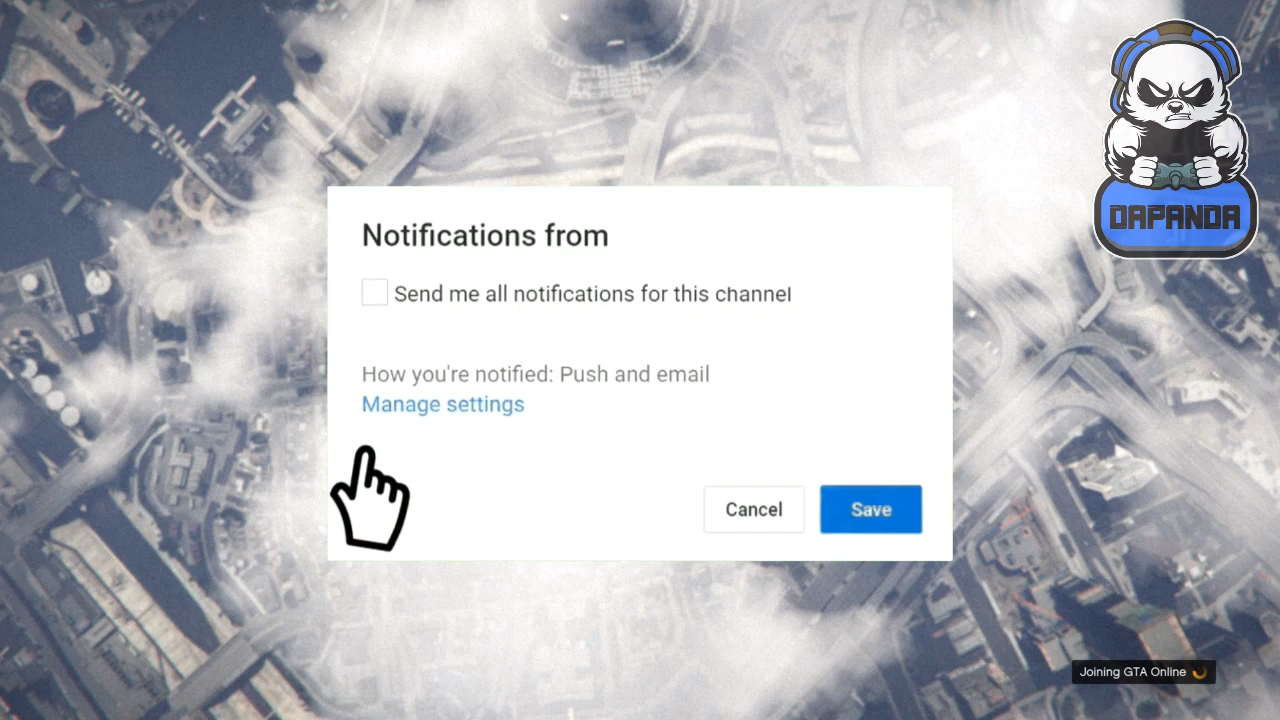 DAPANDA
Notifications from
Send me all notifications for this channel
How you're notified: Push and email
Manage settings
Cancel
Save
Joining GTA Online